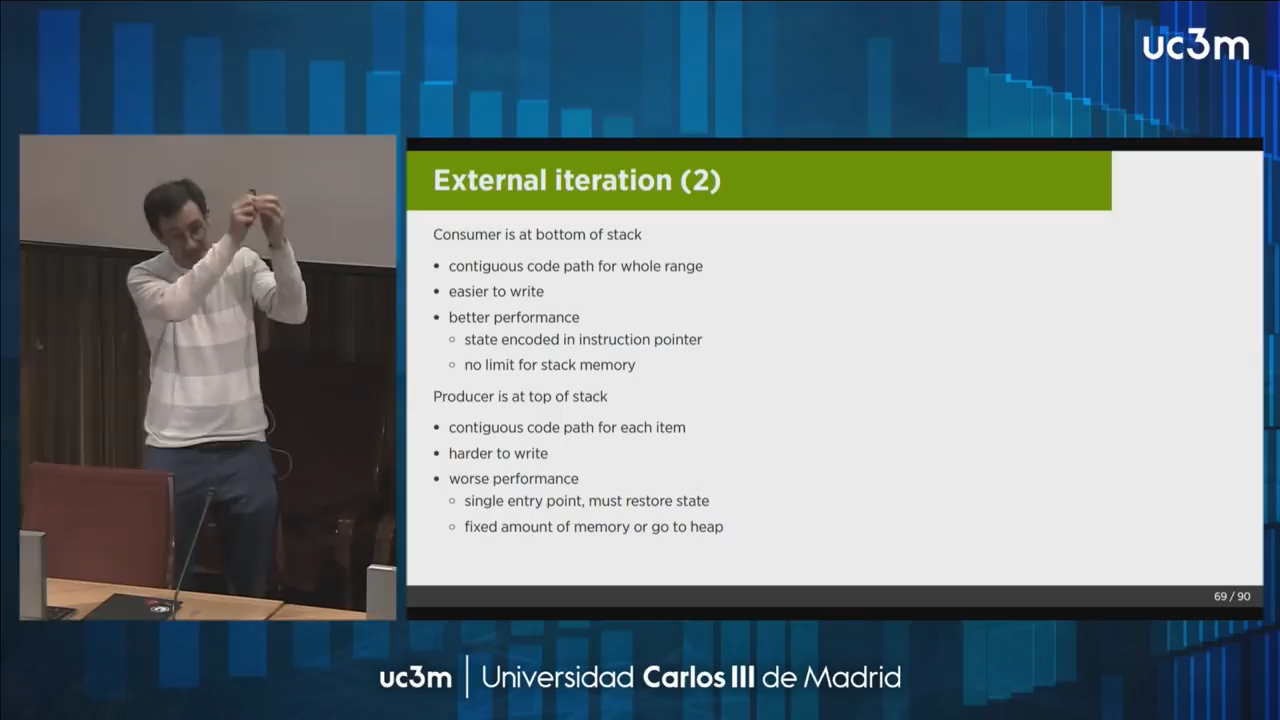 uc3m
External iteration (2)
Consumer is at bottom of stack
• contiguous code path for whole range
• easier to write
• better performance
◦ state encoded in instruction pointer
◦ no limit for stack memory
Producer is at top of stack
• contiguous code path for each item
• harder to write
• worse performance
◦ single entry point, must restore state
◦ fixed amount of memory or go to heap
69 / 90
uc3m | Universidad Carlos III de Madrid